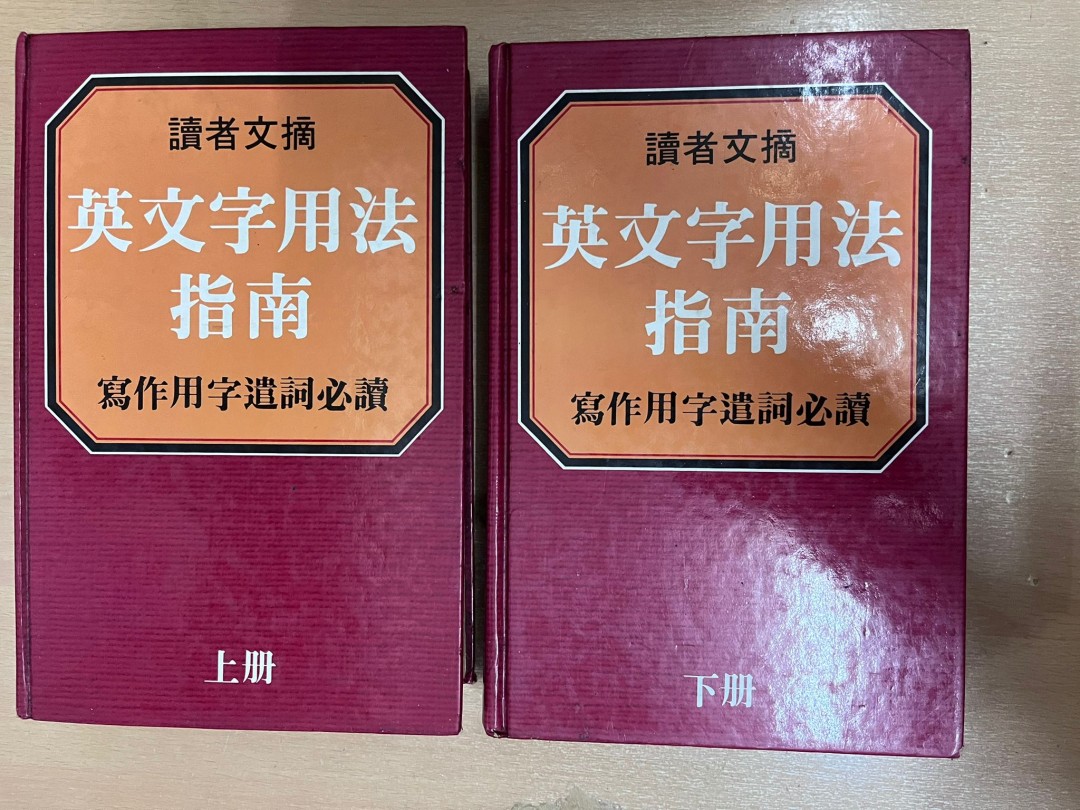 讀者文摘
英文字用法
指南
寫作用字遣詞必讀
上册
讀者文摘
英文字用法
指南
寫作用字遣詞必讀
下册